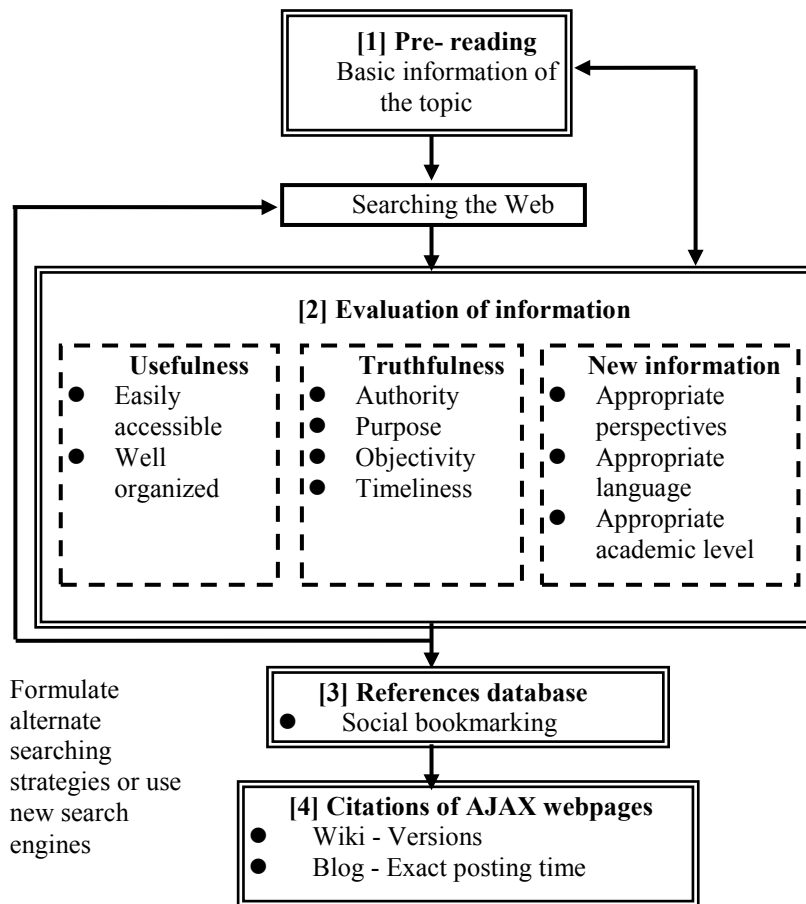 [1] Pre- reading
Basic information of
the topic
Searching the Web
[2] Evaluation of information
Usefulness
● Easily
accessible
● Well
organized
Truthfulness
● Authority
● Purpose
● Objectivity
● Timeliness
New information
● Appropriate
perspectives
● Appropriate
language
● Appropriate
academic level
Formulate
alternate
searching
strategies or use
new search
engines
[3] References database
● Social bookmarking
[4] Citations of AJAX webpages
● Wiki - Versions
● Blog - Exact posting time